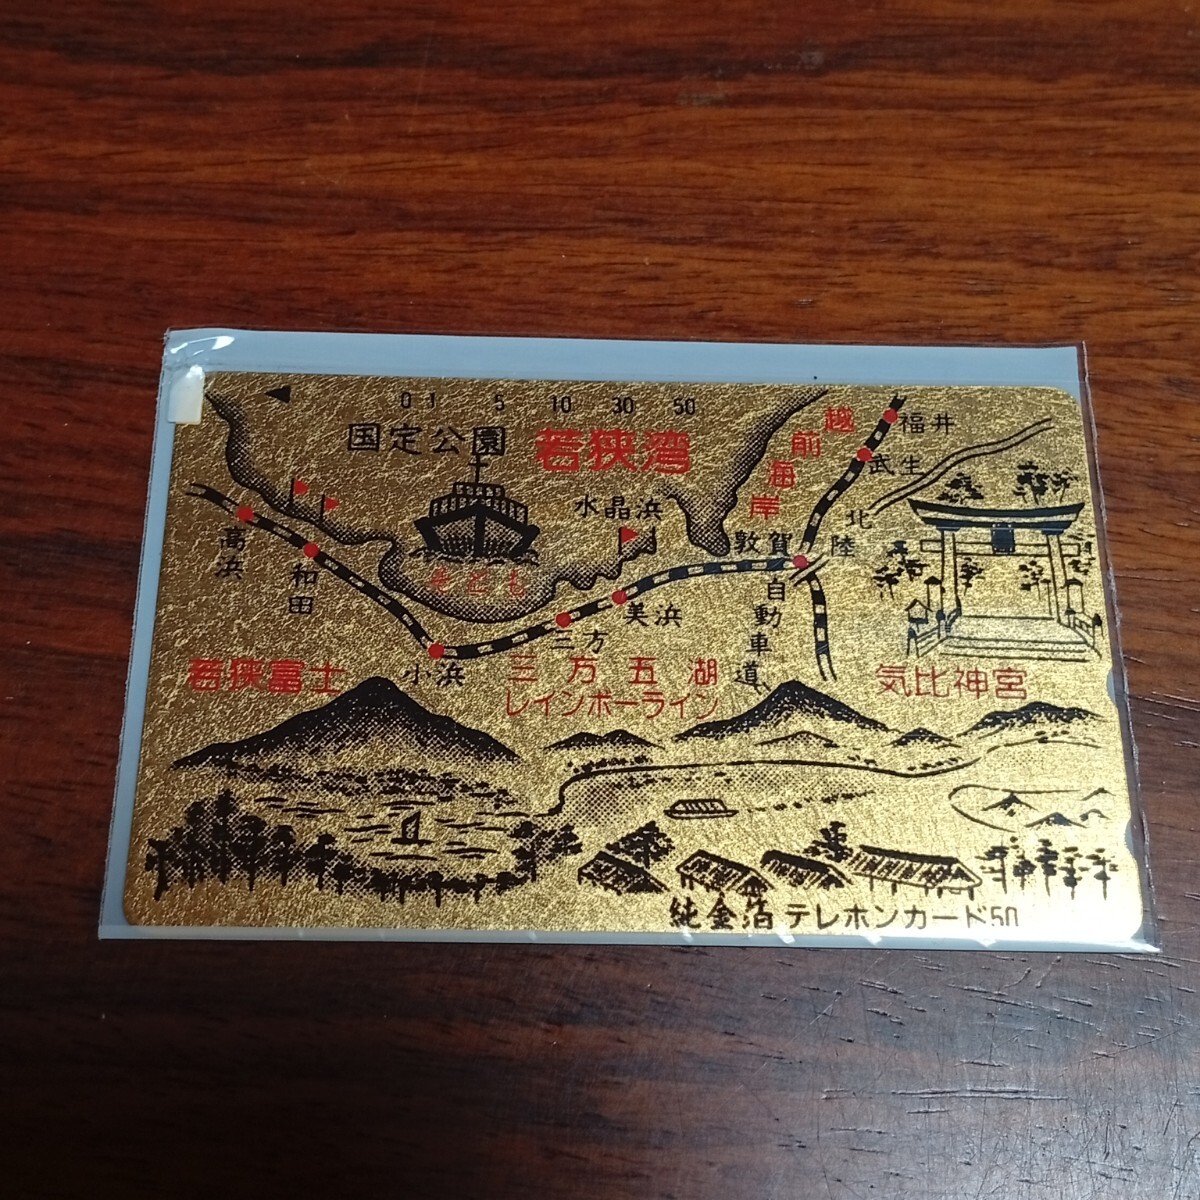 0 1 5 10 30 50
国定公園 若狭湾
越前海岸
福井
武生
水晶浜
北陸自動車道
敦賀
高浜
和田
そとも
美浜
三方
小浜
若狭富士
三方五湖
レインボーライン
気比神宮
純金箔 テレホンカード50